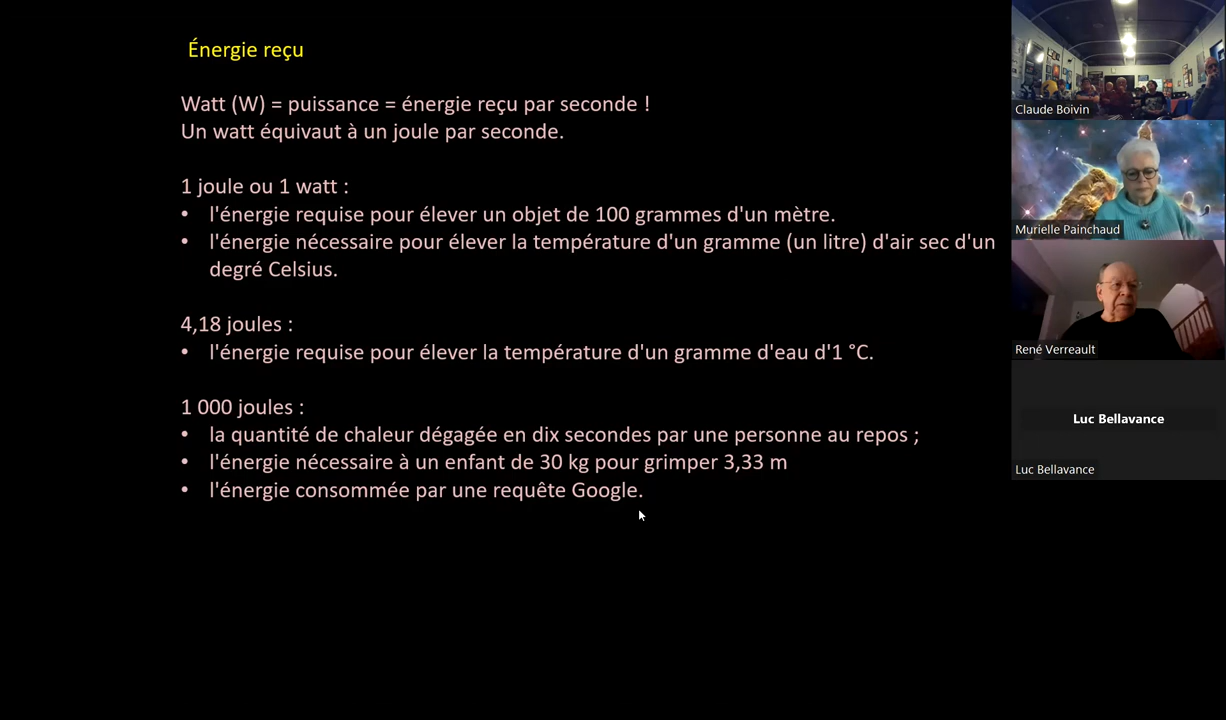 Énergie reçu
Watt (W) = puissance = énergie reçu par seconde !
Un watt équivaut à un joule par seconde.
1 joule ou 1 watt :
• l'énergie requise pour élever un objet de 100 grammes d'un mètre.
• l'énergie nécessaire pour élever la température d'un gramme (un litre) d'air sec d'un
degré Celsius.
4,18 joules :
• l'énergie requise pour élever la température d'un gramme d'eau d'1 °C.
1 000 joules :
• la quantité de chaleur dégagée en dix secondes par une personne au repos ;
• l'énergie nécessaire à un enfant de 30 kg pour grimper 3,33 m
• l'énergie consommée par une requête Google.
Claude Boivin
Murielle Painchaud
René Verreault
Luc Bellavance
Luc Bellavance